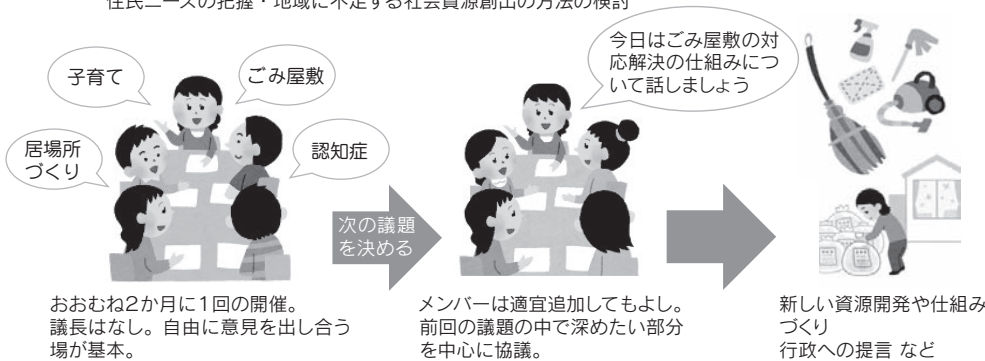 住民ニーズの把握・地域に不足する社会資源創出の方法の検討
子育て
ごみ屋敷
居場所
づくり
認知症
次の議題
を決める
今日はごみ屋敷の対
応解決の仕組みにつ
いて話しましょう
おおむね2か月に1回の開催。
議長はなし。自由に意見を出し合う
場が基本。
メンバーは適宜追加してもよし。
前回の議題の中で深めたい部分
を中心に協議。
新しい資源開発や仕組み
づくり
行政への提言 など